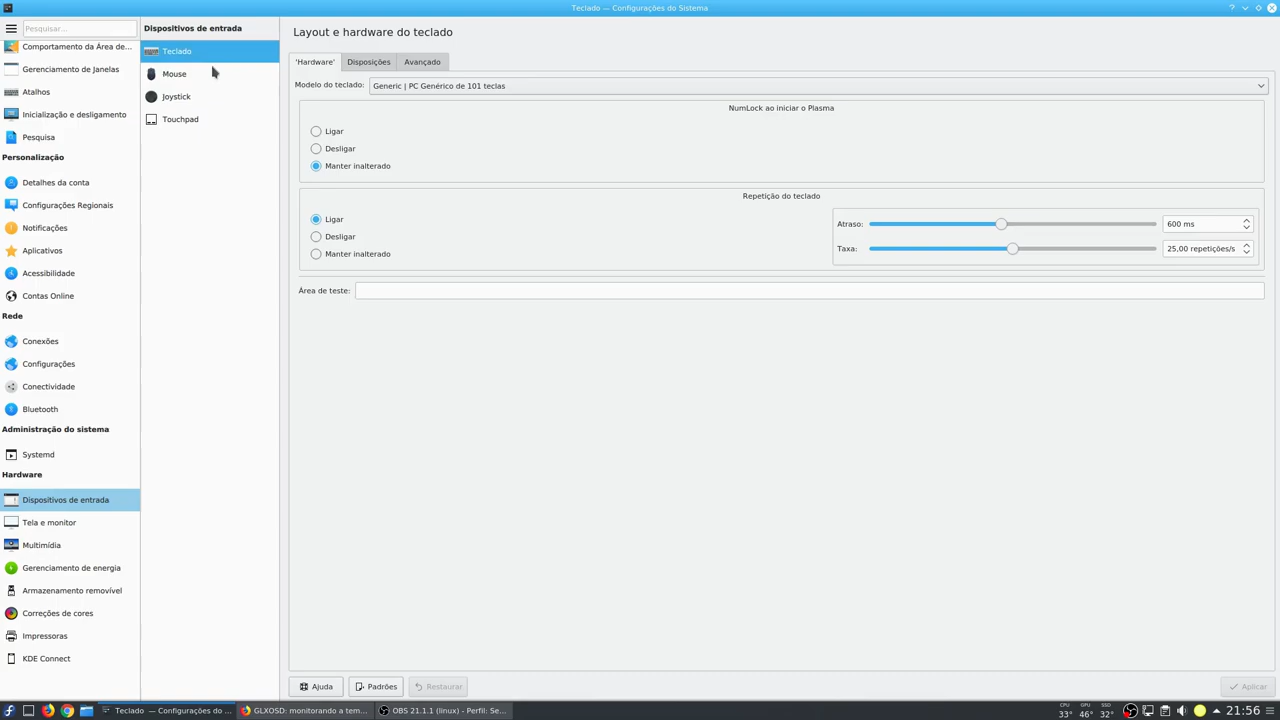 Teclado — Configurações do Sistema
Pesquisar...
Comportamento da Área de...
Gerenciamento de Janelas
Atalhos
Inicialização e desligamento
Pesquisa
Personalização
Detalhes da conta
Configurações Regionais
Notificações
Aplicativos
Acessibilidade
Contas Online
Rede
Conexões
Configurações
Conectividade
Bluetooth
Administração do sistema
Systemd
Hardware
Dispositivos de entrada
Tela e monitor
Multimídia
Gerenciamento de energia
Armazenamento removível
Correções de cores
Impressoras
KDE Connect
Dispositivos de entrada
Teclado
Mouse
Joystick
Touchpad
Layout e hardware do teclado
'Hardware'
Disposições
Avançado
Modelo do teclado: Generic | PC Genérico de 101 teclas
NumLock ao iniciar o Plasma
Ligar
Desligar
Manter inalterado
Repetição do teclado
Ligar
Desligar
Manter inalterado
Atraso: 600 ms
Taxa: 25,00 repetições/s
Área de teste:
Ajuda
Padrões
Restaurar
Aplicar
Teclado — Configurações do ...
GLXOSD: monitorando a tem...
OBS 21.1.1 (linux) - Perfil: Se...
CPU GPU SSD
33° 46° 32°
21:56